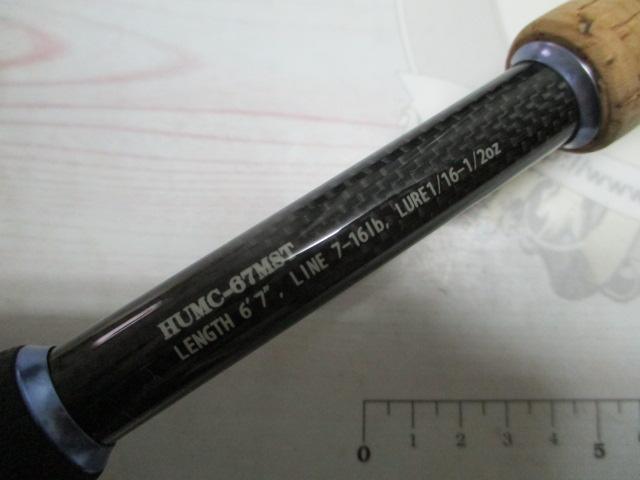 HUMC-67MST
LENGTH 6'7", LINE 7-16lb, LURE1/16-1/2oz
0 1 2 3 4 5